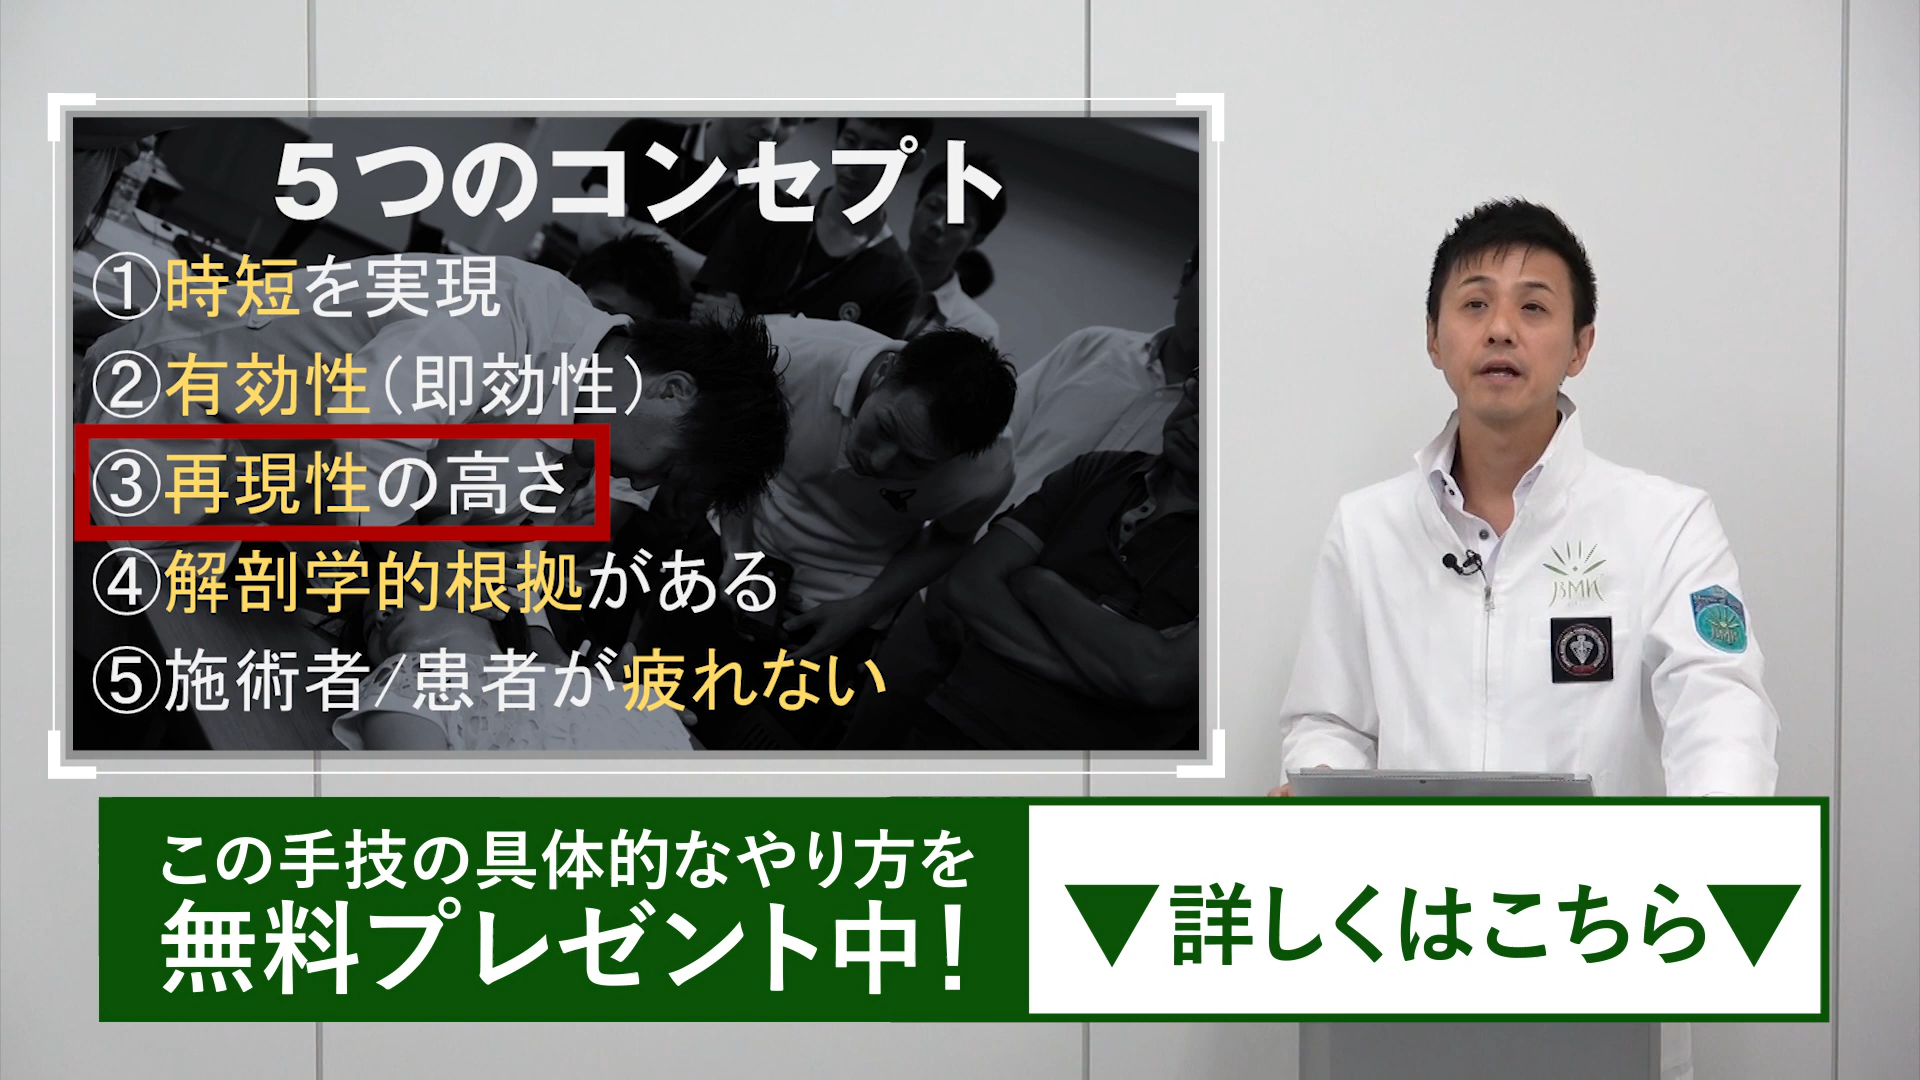 ５つのコンセプト
①時短を実現
②有効性（即効性）
③再現性の高さ
④解剖学的根拠がある
⑤施術者/患者が疲れない
BMK
この手技の具体的なやり方を
無料プレゼント中！
▼詳しくはこちら▼